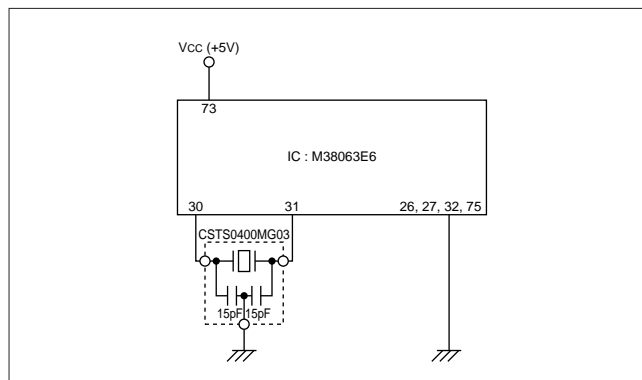 VCC (+5V)
73
IC : M38063E6
30
31
26, 27, 32, 75
CSTS0400MG03
15pF
15pF